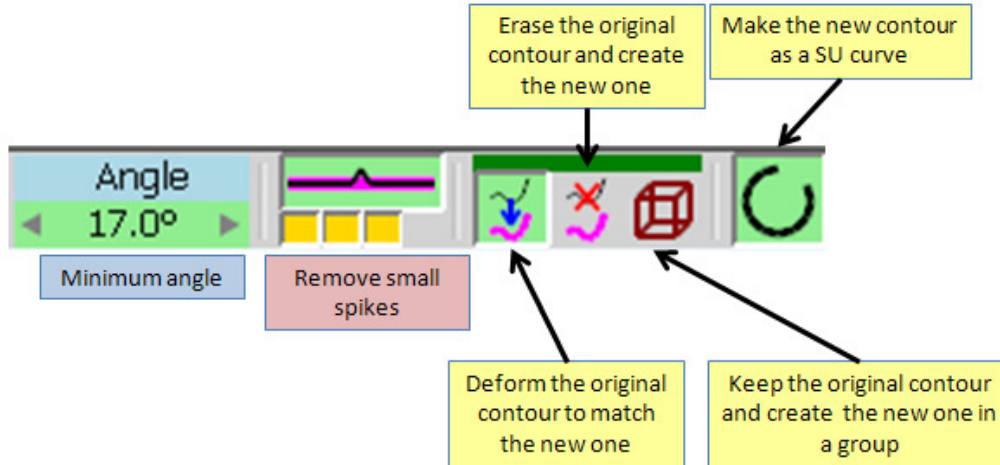 Erase the original
contour and create
the new one
Make the new contour
as a SU curve
Angle
17.0º
Minimum angle
Remove small
spikes
Deform the original
contour to match
the new one
Keep the original contour
and create the new one in
a group